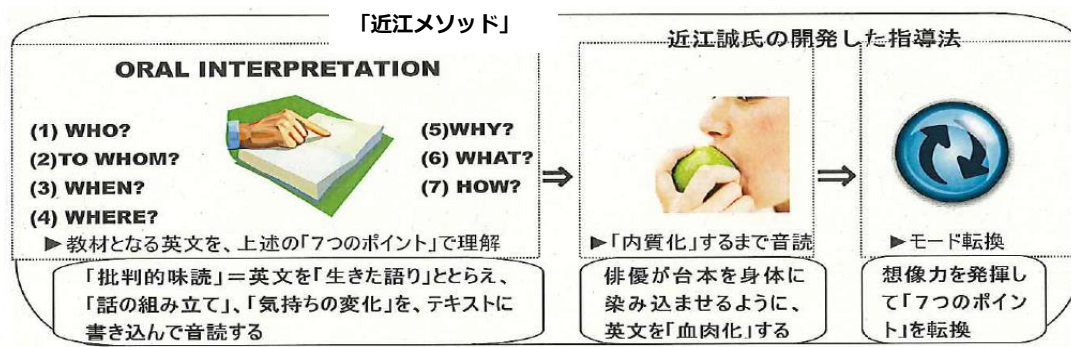 「近江メソッド」
近江誠氏の開発した指導法
ORAL INTERPRETATION
(1) WHO?
(2)TO WHOM?
(3) WHEN?
(4) WHERE?
(5)WHY?
(6) WHAT?
(7) HOW?
⇒
⇒
▶教材となる英文を、上述の「7つのポイント」で理解
▶「内質化」するまで音読
▶モード転換
「批判的味読」=英文を「生きた語り」ととらえ、
「話の組み立て」、「気持ちの変化」を、テキストに
書き込んで音読する
俳優が台本を身体に
染み込ませるように、
英文を「血肉化」する
想像力を発揮し
て「7つのポイン
ト」を転換